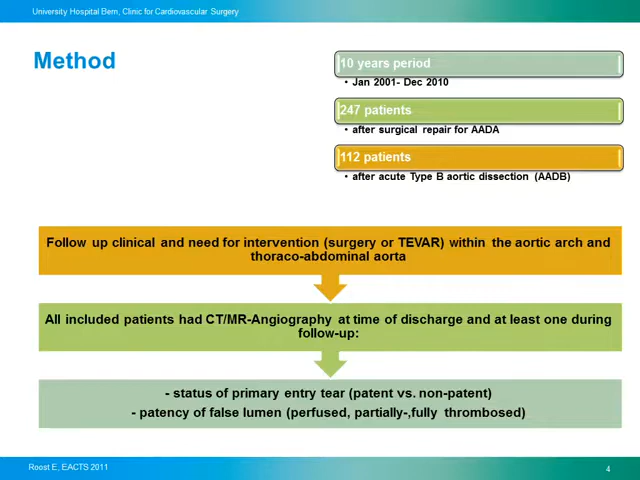 University Hospital Bern, Clinic for Cardiovascular Surgery
Method
10 years period
• Jan 2001- Dec 2010
247 patients
• after surgical repair for AADA
112 patients
• after acute Type B aortic dissection (AADB)
Follow up clinical and need for intervention (surgery or TEVAR) within the aortic arch and
thoraco-abdominal aorta
All included patients had CT/MR-Angiography at time of discharge and at least one during
follow-up:
- status of primary entry tear (patent vs. non-patent)
- patency of false lumen (perfused, partially-,fully thrombosed)
Roost E, EACTS 2011
4